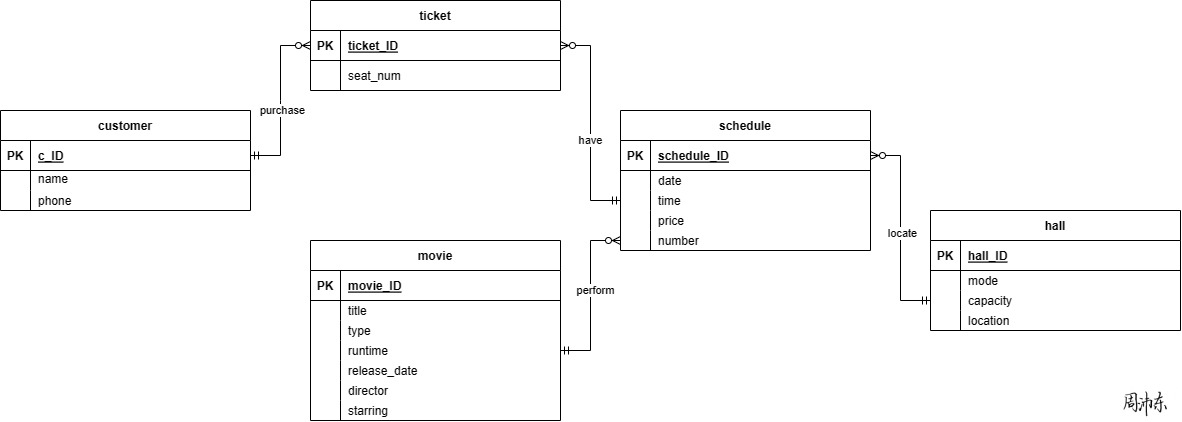 ticket
PK ticket_ID
seat_num
purchase
customer
PK c_ID
name
phone
have
schedule
PK schedule_ID
date
time
price
number
movie
PK movie_ID
title
type
runtime
release_date
director
starring
perform
locate
hall
PK hall_ID
mode
capacity
location
周沛东